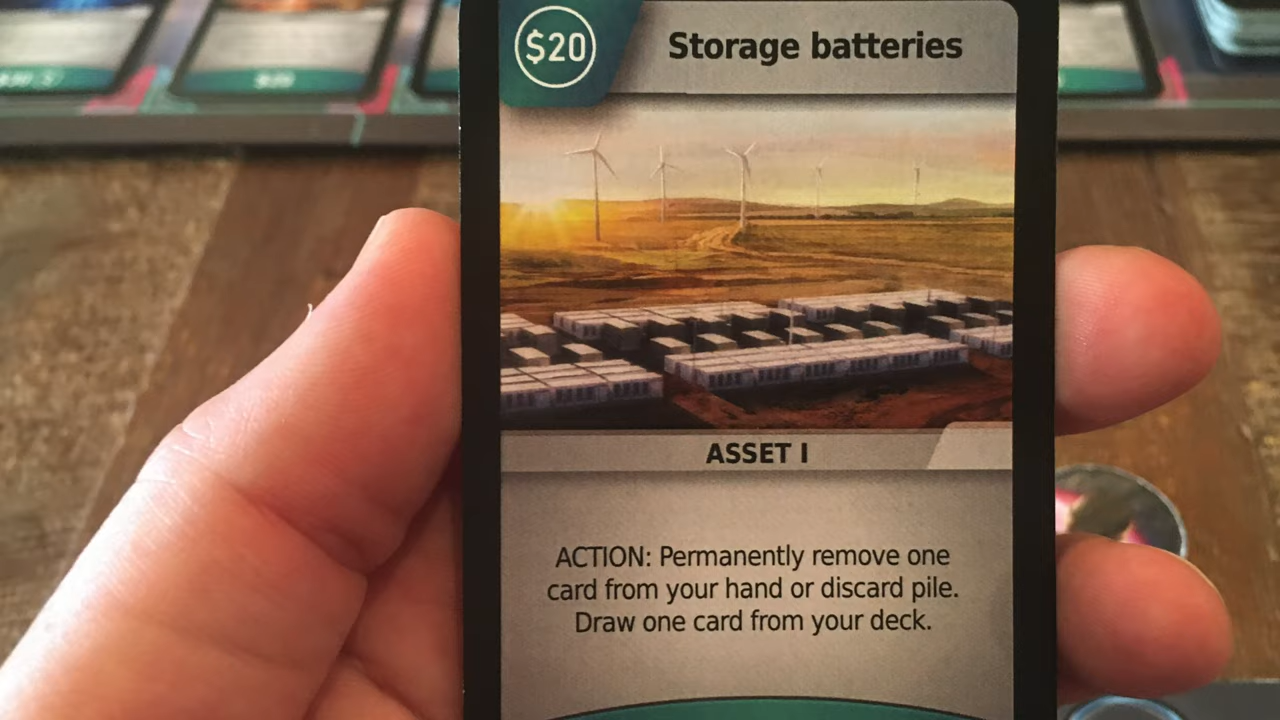 $20
Storage batteries
ASSET I
ACTION: Permanently remove one
card from your hand or discard pile.
Draw one card from your deck.